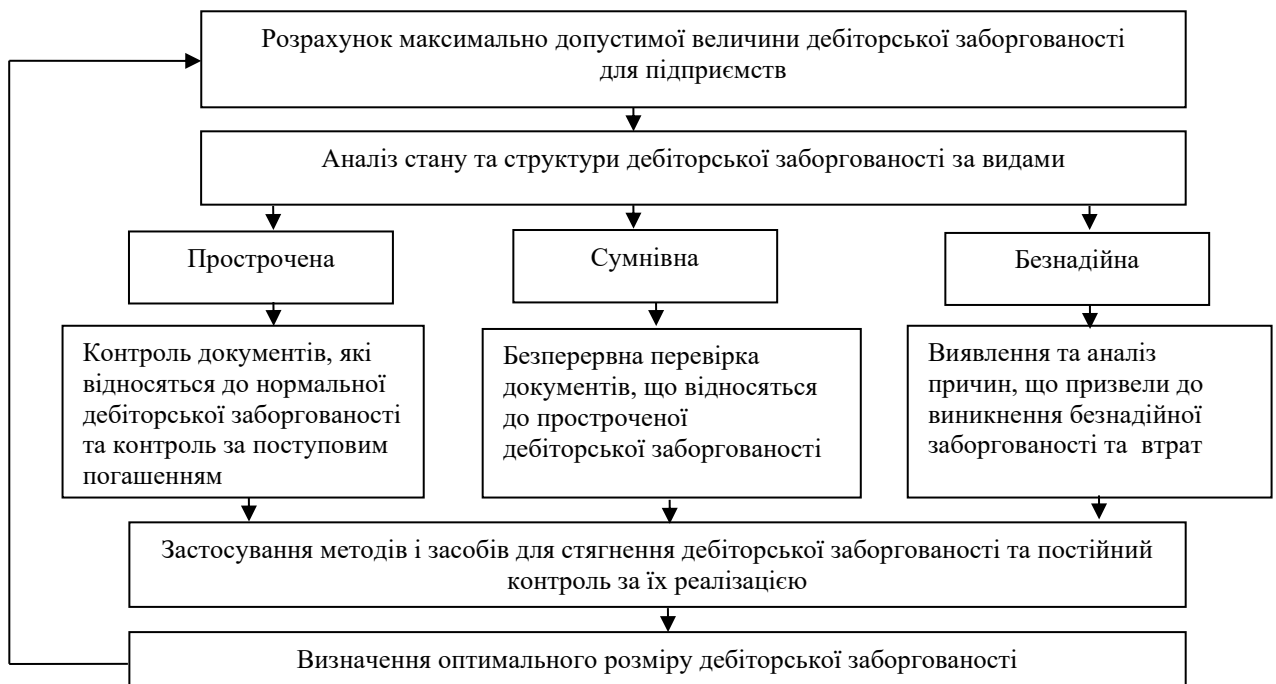 Розрахунок максимально допустимої величини дебіторської заборгованості
для підприємств
Аналіз стану та структури дебіторської заборгованості за видами
Прострочена
Сумнівна
Безнадійна
Контроль документів, які
відносяться до нормальної
дебіторської заборгованості
та контроль за поступовим
погашенням
Безперервна перевірка
документів, що відносяться
до простроченої
дебіторської заборгованості
Виявлення та аналіз
причин, що призвели до
виникнення безнадійної
заборгованості та втрат
Застосування методів і засобів для стягнення дебіторської заборгованості та постійний
контроль за їх реалізацією
Визначення оптимального розміру дебіторської заборгованості